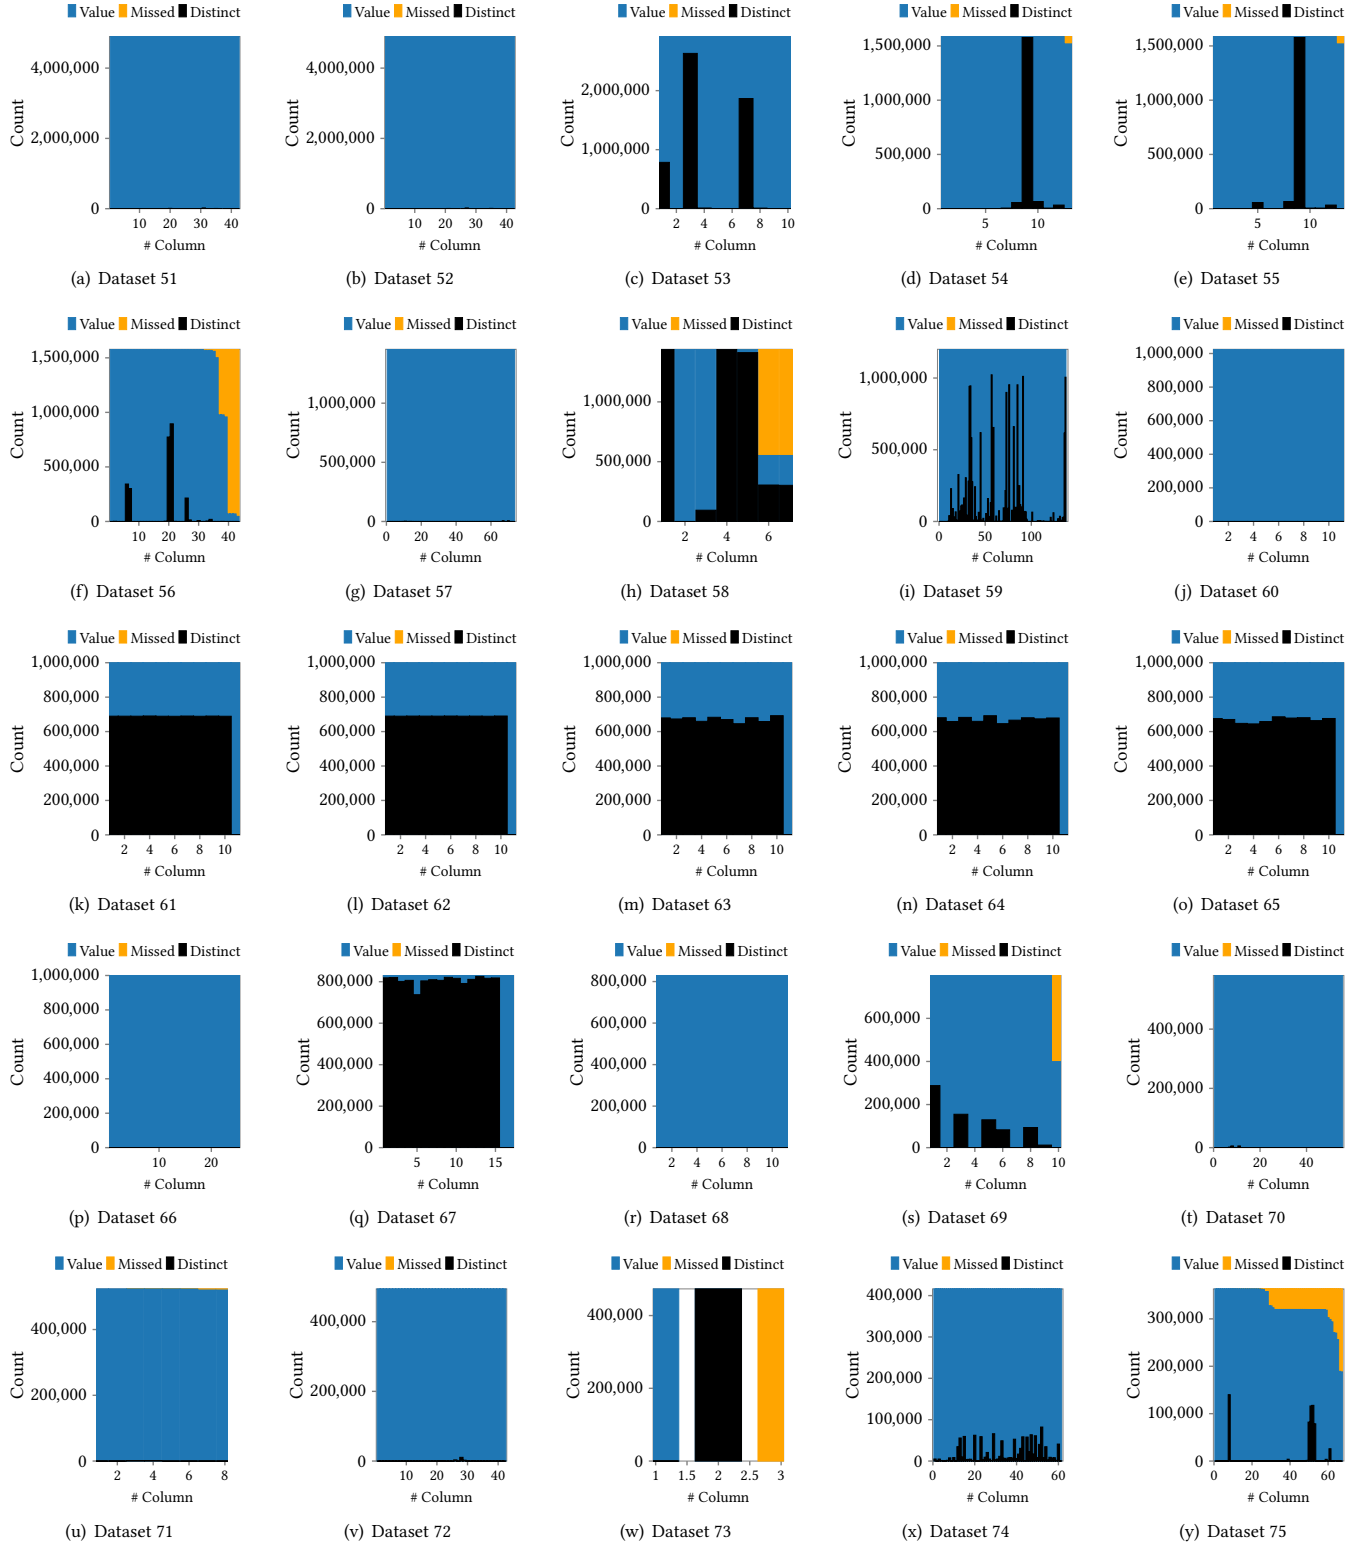 Value Missed Distinct Value Missed Distinct Value Missed Distinct Value Missed Distinct Value Missed Distinct
4,000,000 4,000,000 2,000,000 1,500,000 1,500,000
2,000,000 2,000,000 1,000,000 1,000,000 1,000,000
500,000 500,000
0 0 0 0 0
Count Count Count Count Count
10 20 30 40 10 20 30 40 2 4 6 8 10 5 10 5 10
# Column # Column # Column # Column # Column
(a) Dataset 51 (b) Dataset 52 (c) Dataset 53 (d) Dataset 54 (e) Dataset 55
Value Missed Distinct Value Missed Distinct Value Missed Distinct Value Missed Distinct Value Missed Distinct
1,500,000 1,000,000 1,000,000 1,000,000 1,000,000
1,000,000 500,000 500,000 500,000 800,000
500,000 600,000
400,000
200,000
0 0 0 0 0
Count Count Count Count Count
10 20 30 40 0 20 40 60 2 4 6 0 50 100 2 4 6 8 10
# Column # Column # Column # Column # Column
(f) Dataset 56 (g) Dataset 57 (h) Dataset 58 (i) Dataset 59 (j) Dataset 60
Value Missed Distinct Value Missed Distinct Value Missed Distinct Value Missed Distinct Value Missed Distinct
1,000,000 1,000,000 1,000,000 1,000,000 1,000,000
800,000 800,000 800,000 800,000 800,000
600,000 600,000 600,000 600,000 600,000
400,000 400,000 400,000 400,000 400,000
200,000 200,000 200,000 200,000 200,000
0 0 0 0 0
Count Count Count Count Count
2 4 6 8 10 2 4 6 8 10 2 4 6 8 10 2 4 6 8 10 2 4 6 8 10
# Column # Column # Column # Column # Column
(k) Dataset 61 (l) Dataset 62 (m) Dataset 63 (n) Dataset 64 (o) Dataset 65
Value Missed Distinct Value Missed Distinct Value Missed Distinct Value Missed Distinct Value Missed Distinct
1,000,000 800,000 800,000 600,000 400,000
800,000 600,000 600,000 400,000 200,000
600,000 400,000 400,000 200,000
400,000 200,000 200,000
200,000
0 0 0 0 0
Count Count Count Count Count
10 20 5 10 15 2 4 6 8 10 2 4 6 8 10 0 20 40
# Column # Column # Column # Column # Column
(p) Dataset 66 (q) Dataset 67 (r) Dataset 68 (s) Dataset 69 (t) Dataset 70
Value Missed Distinct Value Missed Distinct Value Missed Distinct Value Missed Distinct Value Missed Distinct
400,000 400,000 400,000 400,000 300,000
200,000 200,000 200,000 300,000 200,000
200,000 100,000
100,000
0 0 0 0 0
Count Count Count Count Count
2 4 6 8 10 20 30 40 1 1.5 2 2.5 3 0 20 40 60 0 20 40 60
# Column # Column # Column # Column # Column
(u) Dataset 71 (v) Dataset 72 (w) Dataset 73 (x) Dataset 74 (y) Dataset 75